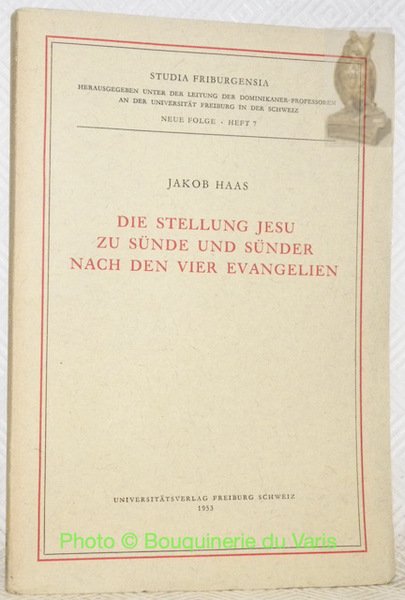 STUDIA FRIBURGENSIA
HERAUSGEGEBEN UNTER DER LEITUNG DER DOMINIKANER-PROFESSOREN
AN DER UNIVERSITÄT FREIBURG IN DER SCHWEIZ
NEUE FOLGE • HEFT 7
JAKOB HAAS
DIE STELLUNG JESU
ZU SÜNDE UND SÜNDER
NACH DEN VIER EVANGELIEN
UNIVERSITÄTSVERLAG FREIBURG SCHWEIZ
1953
Photo © Bouquinerie du Varis